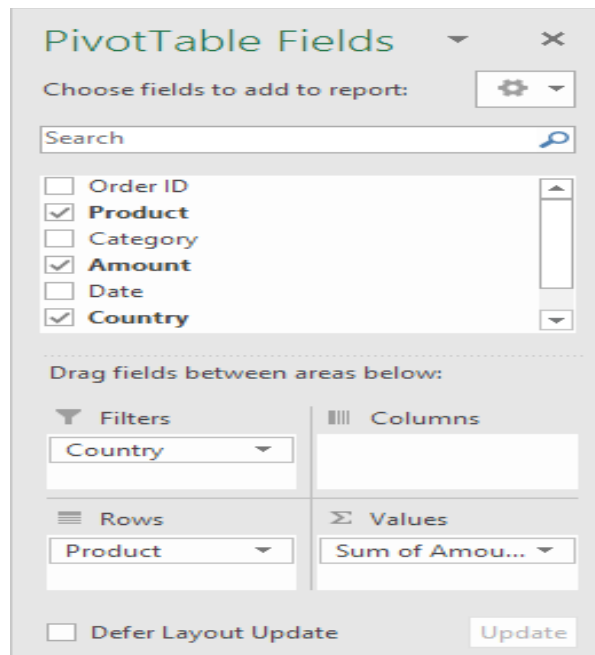 PivotTable Fields
Choose fields to add to report:
Search
Order ID
Product
Category
Amount
Date
Country
Drag fields between areas below:
Filters
Columns
Country
Rows
Σ Values
Product
Sum of Amou...
Defer Layout Update
Update